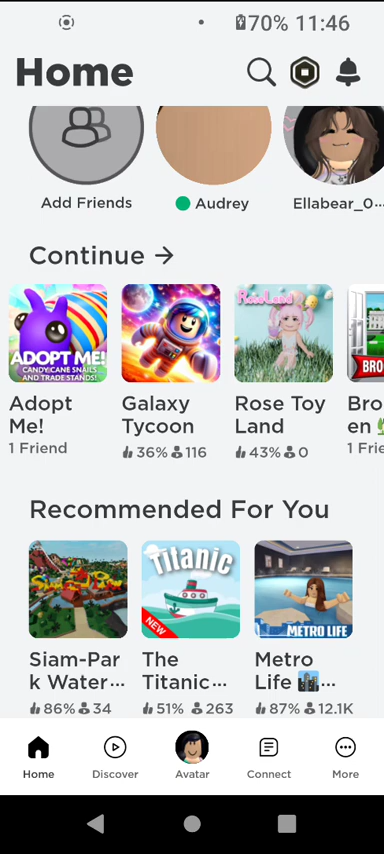 70% 11:46
Home
Add Friends
Audrey
Ellabear_0...
Continue →
ADOPT ME!
CANDY CANE SNAILS
AND TRADE STANDS!
RoseLand
BRO
Adopt
Me!
1 Friend
Galaxy
Tycoon
36% 116
Rose Toy
Land
43% 0
Bro
en
1 Frie
Recommended For You
Titanic
NEW
METRO LIFE
Siam-Par
k Water...
86% 34
The
Titanic...
51% 263
Metro
Life 🏙️...
87% 12.1K
Home
Discover
Avatar
Connect
More